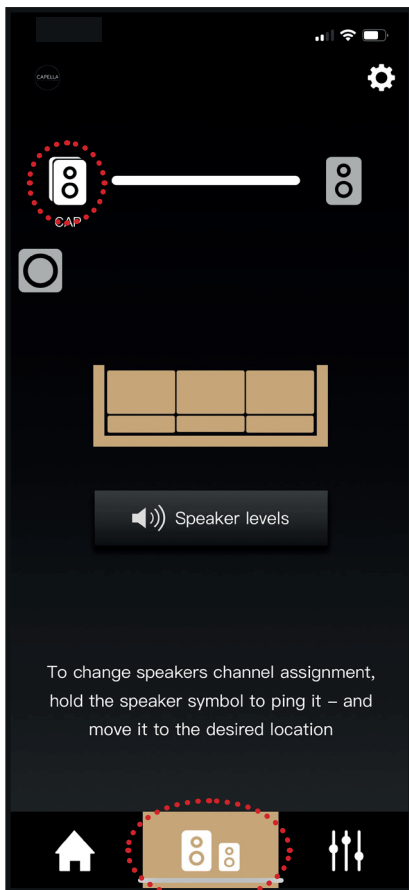 CAPELLA
CAP
Speaker levels
To change speakers channel assignment,
hold the speaker symbol to ping it – and
move it to the desired location